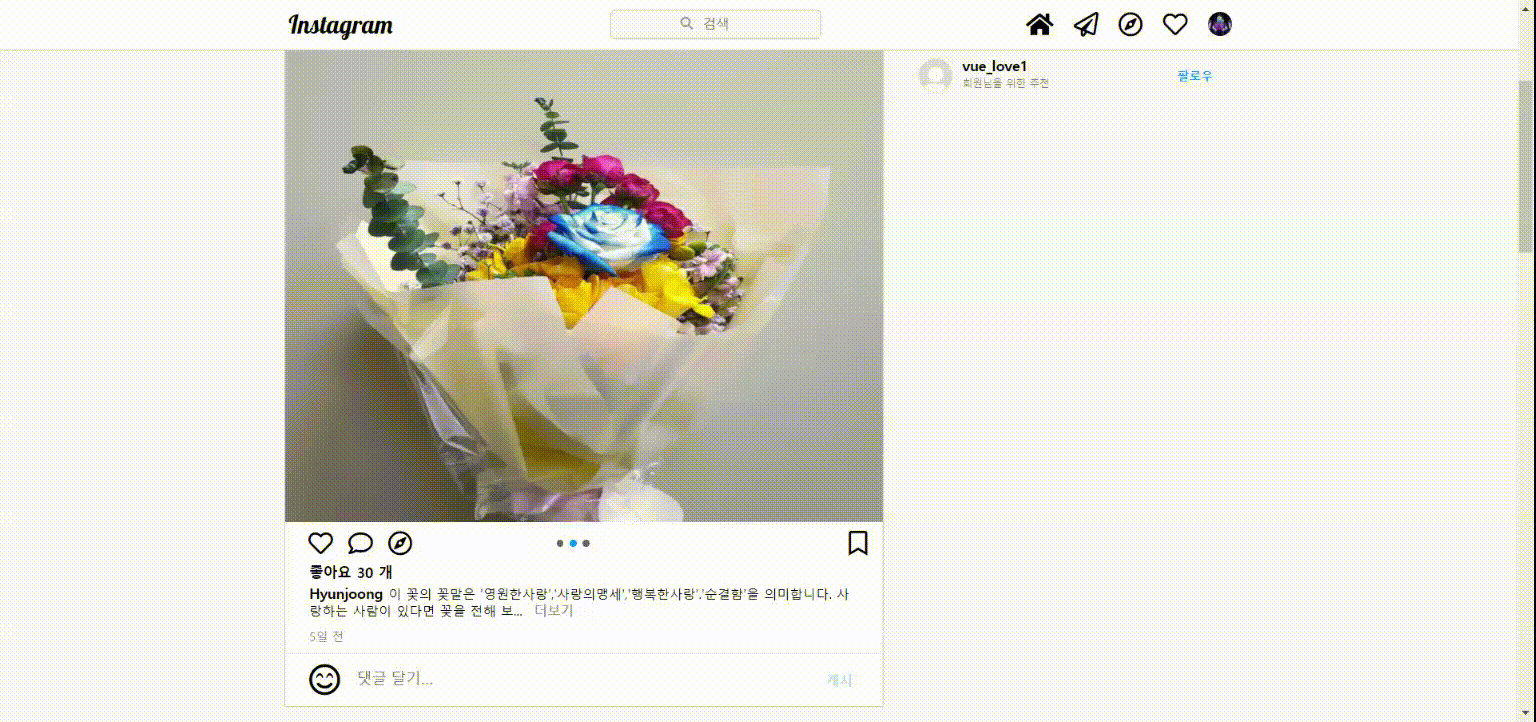 Instagram
검색
vue_love1
회원님을 위한 추천
팔로우
좋아요 30 개
Hyunjoong 이 꽃의 꽃말은 '영원한사랑','사랑의맹세','행복한사랑','순결함'을 의미합니다. 사
랑하는 사람이 있다면 꽃을 전해 보... 더보기
5일 전
댓글 달기...
게시